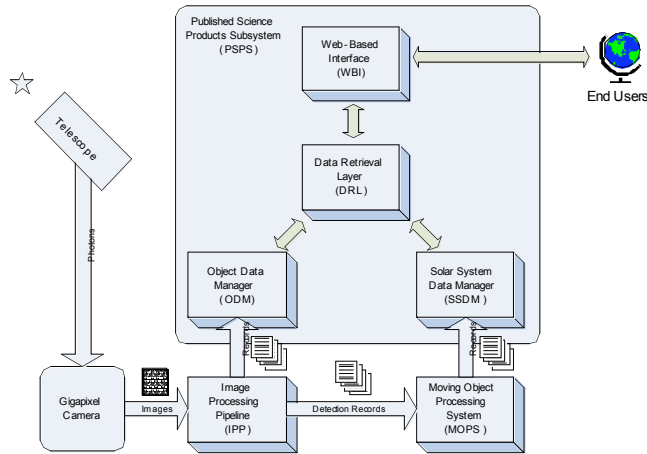 Published Science
Products Subsystem
(PSPS)
Web-Based
Interface
(WBI)
End Users
Telescope
Data Retrieval
Layer
(DRL)
Photons
Object Data
Manager
(ODM)
Solar System
Data Manager
(SSDM)
Records
Records
Gigapixel
Camera
Images
Image
Processing
Pipeline
(IPP)
Detection Records
Moving Object
Processing
System
(MOPS)